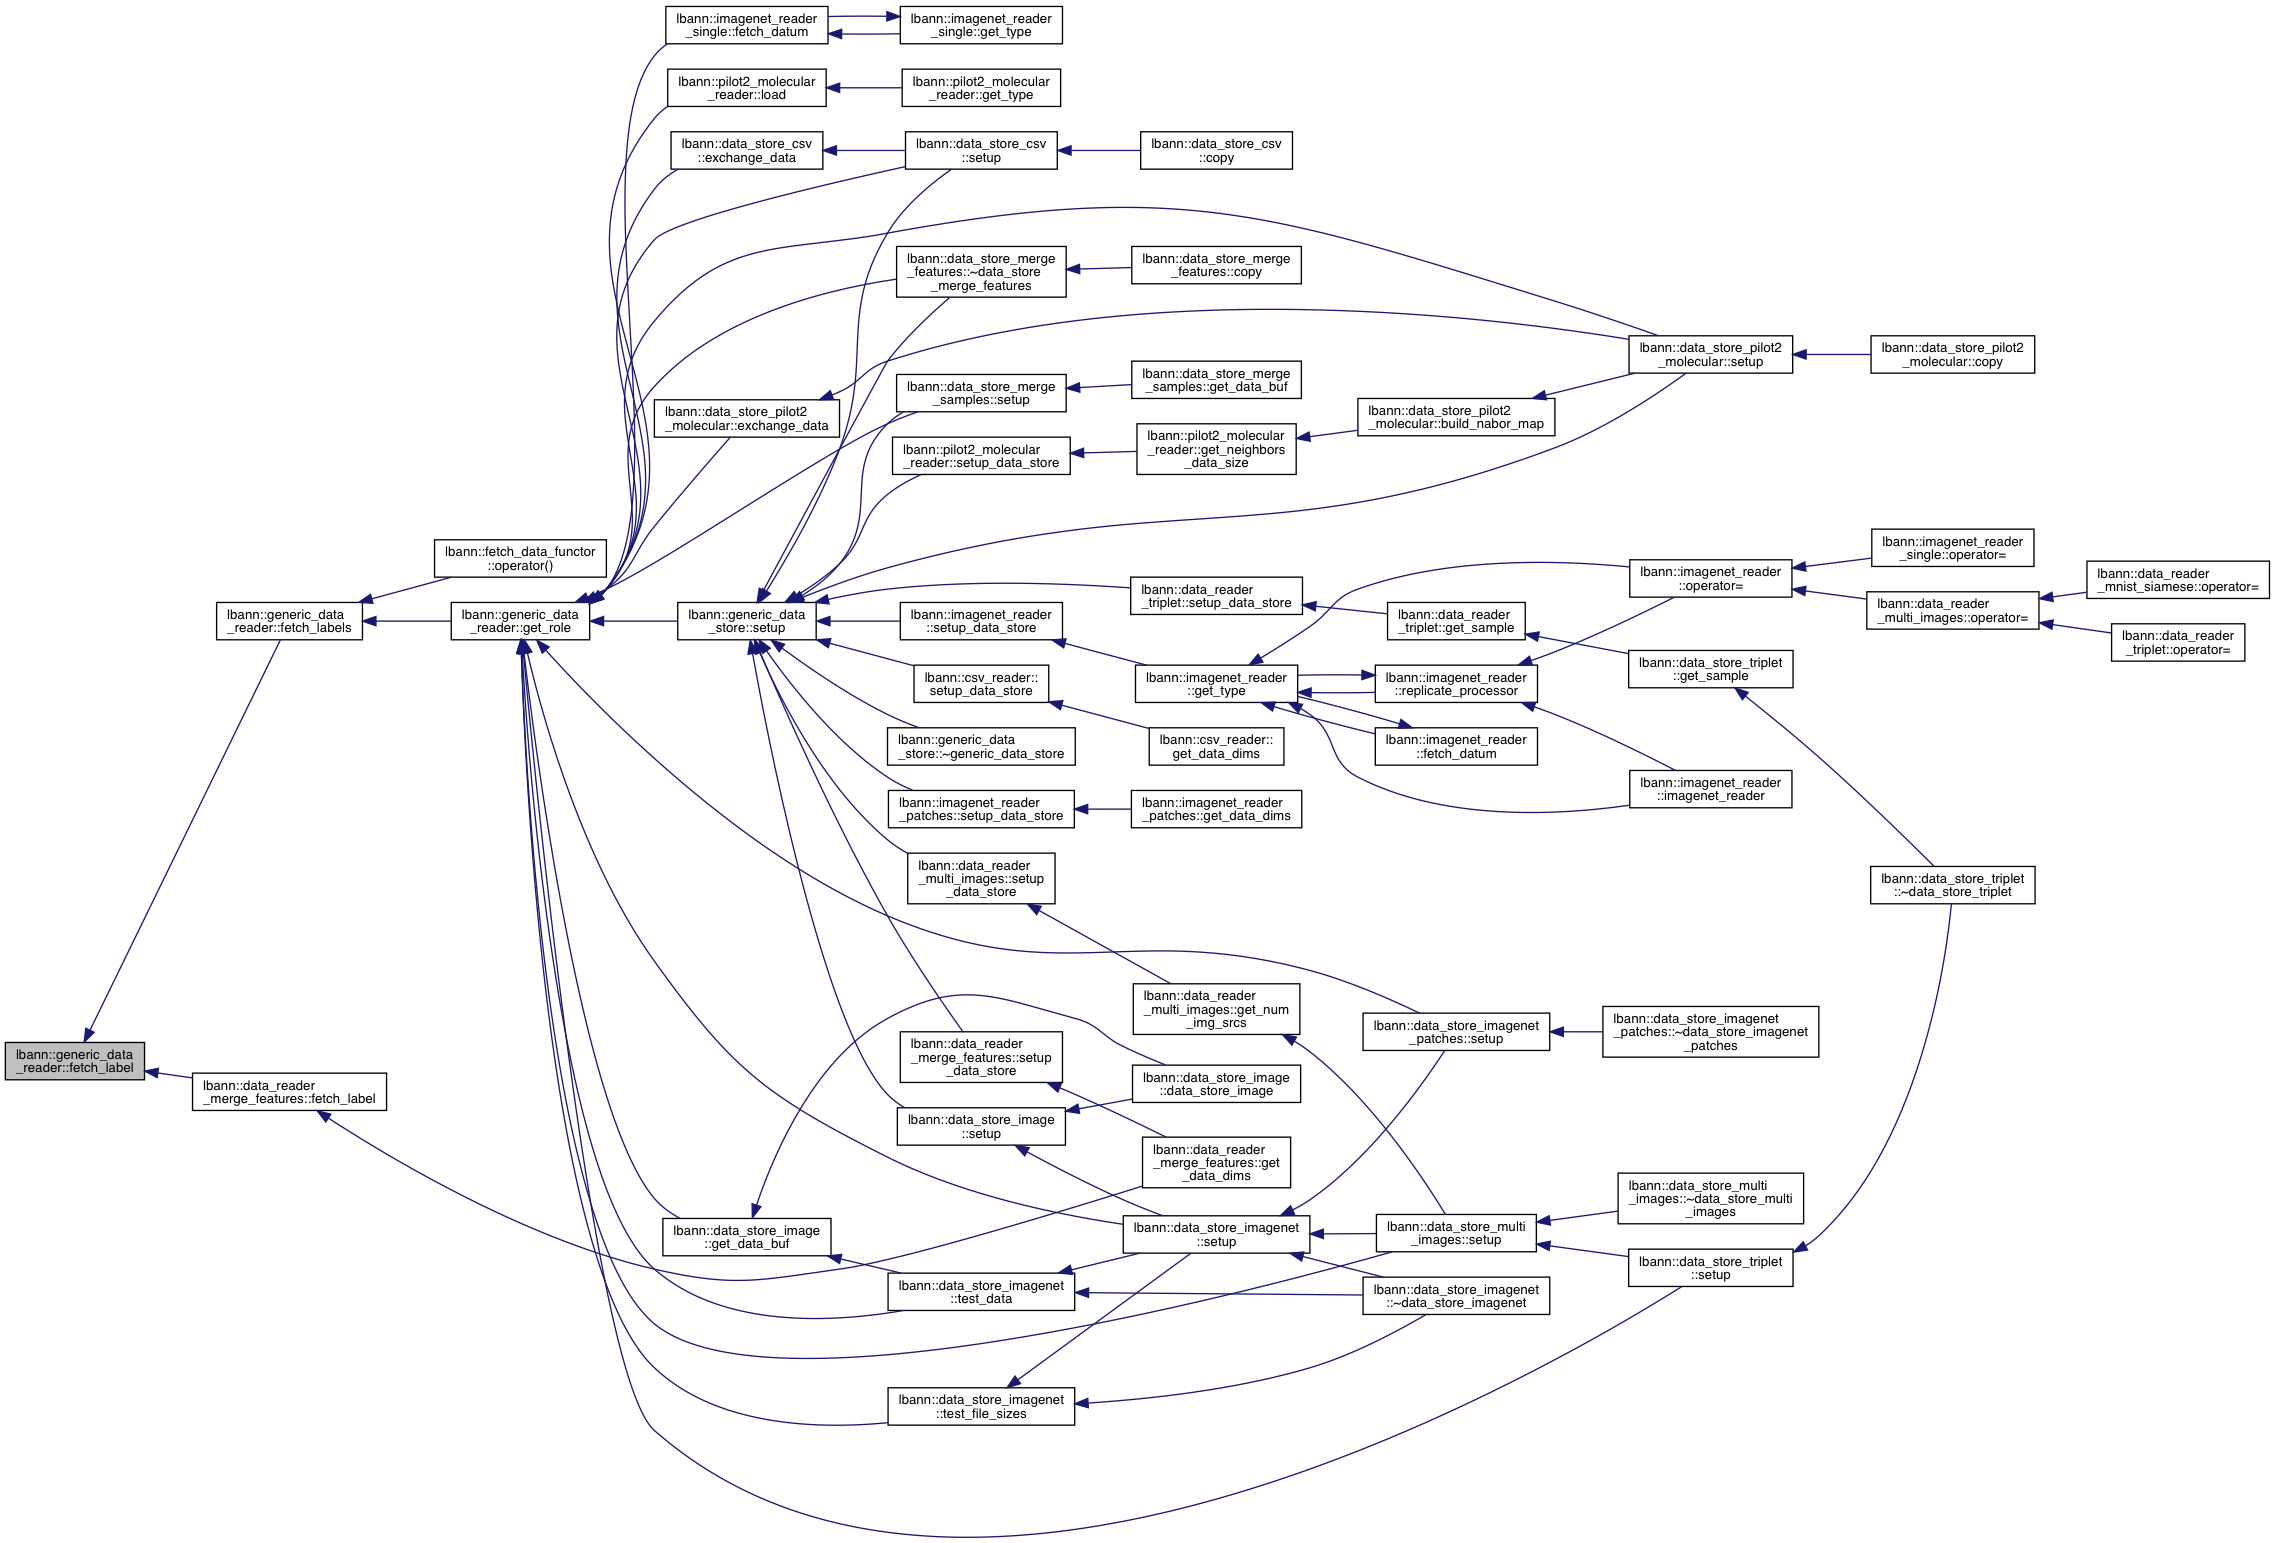 lbann::imagenet_reader
_single::fetch_datum
lbann::imagenet_reader
_single::get_type
lbann::pilot2_molecular
_reader::load
lbann::pilot2_molecular
_reader::get_type
lbann::data_store_csv
::exchange_data
lbann::data_store_csv
::setup
lbann::data_store_csv
::copy
lbann::data_store_merge
_features::~data_store
_merge_features
lbann::data_store_merge
_features::copy
lbann::data_store_pilot2
_molecular::setup
lbann::data_store_pilot2
_molecular::copy
lbann::data_store_merge
_samples::setup
lbann::data_store_merge
_samples::get_data_buf
lbann::data_store_pilot2
_molecular::exchange_data
lbann::data_store_pilot2
_molecular::build_nabor_map
lbann::pilot2_molecular
_reader::setup_data_store
lbann::pilot2_molecular
_reader::get_neighbors
_data_size
lbann::fetch_data_functor
::operator()
lbann::generic_data
_reader::fetch_labels
lbann::generic_data
_reader::get_role
lbann::generic_data
_store::setup
lbann::data_reader
_triplet::setup_data_store
lbann::imagenet_reader
::setup_data_store
lbann::data_reader
_triplet::get_sample
lbann::imagenet_reader
::operator=
lbann::imagenet_reader
_single::operator=
lbann::data_reader
_multi_images::operator=
lbann::data_reader
_mnist_siamese::operator=
lbann::data_reader
_triplet::operator=
lbann::data_store_triplet
::get_sample
lbann::csv_reader::
setup_data_store
lbann::imagenet_reader
::get_type
lbann::imagenet_reader
::replicate_processor
lbann::generic_data
_store::~generic_data_store
lbann::csv_reader::
get_data_dims
lbann::imagenet_reader
::fetch_datum
lbann::imagenet_reader
::imagenet_reader
lbann::imagenet_reader
_patches::setup_data_store
lbann::imagenet_reader
_patches::get_data_dims
lbann::data_reader
_multi_images::setup
_data_store
lbann::data_store_triplet
::~data_store_triplet
lbann::data_reader
_multi_images::get_num
_img_srcs
lbann::data_store_imagenet
_patches::setup
lbann::data_store_imagenet
_patches::~data_store_imagenet
_patches
lbann::generic_data
_reader::fetch_label
lbann::data_reader
_merge_features::fetch_label
lbann::data_reader
_merge_features::setup
_data_store
lbann::data_store_image
::data_store_image
lbann::data_store_image
::setup
lbann::data_reader
_merge_features::get
_data_dims
lbann::data_store_image
::get_data_buf
lbann::data_store_imagenet
::setup
lbann::data_store_multi
_images::setup
lbann::data_store_multi
_images::~data_store_multi
_images
lbann::data_store_triplet
::setup
lbann::data_store_imagenet
::test_data
lbann::data_store_imagenet
::~data_store_imagenet
lbann::data_store_imagenet
::test_file_sizes